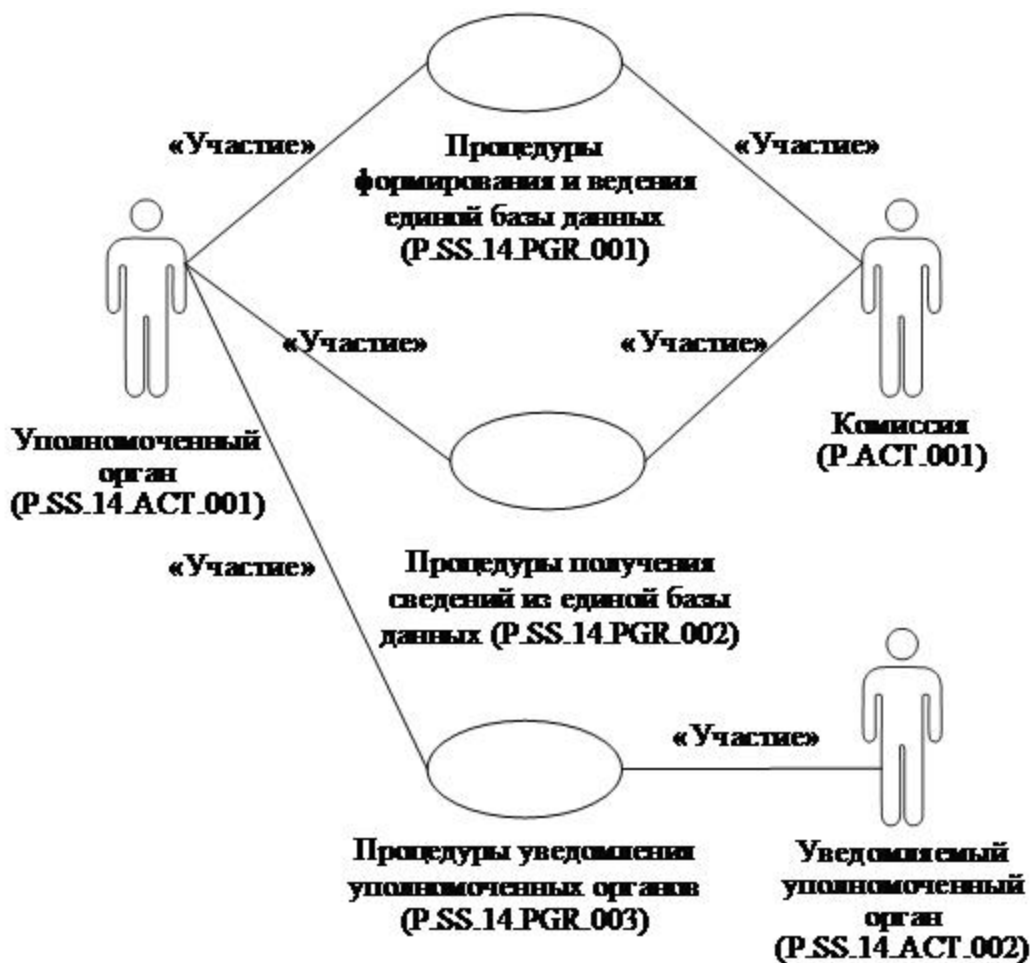 «Участие»
«Участие»
Процедуры
формирования и ведения
единой базы данных
(P.SS.14.PGR.001)
«Участие»
«Участие»
Уполномоченный
орган
(P.SS.14.ACT.001)
Комиссия
(P.ACT.001)
«Участие»
Процедуры получения
сведений из единой базы
данных (P.SS.14.PGR.002)
«Участие»
Процедуры уведомления
уполномоченных органов
(P.SS.14.PGR.003)
Уведомляемый
уполномоченный
орган
(P.SS.14.ACT.002)